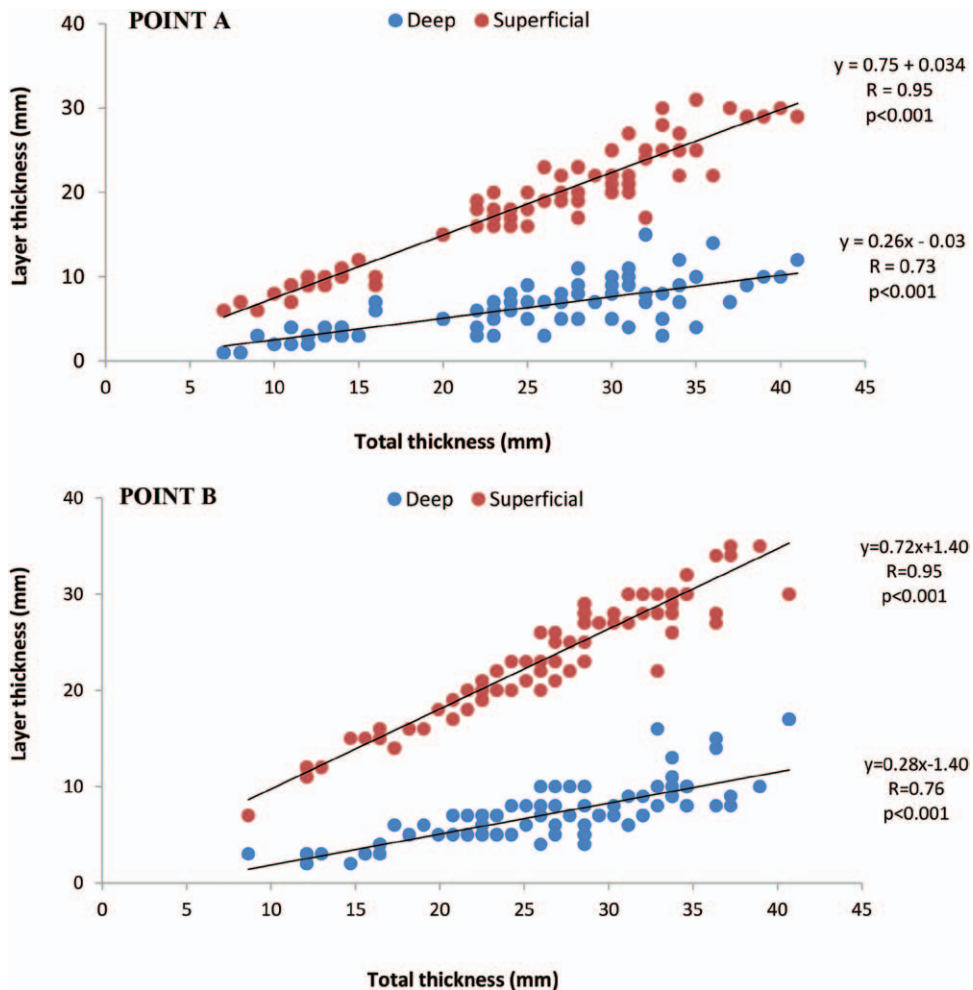 POINT A
Deep Superficial
40
30
20
10
0
Layer thickness (mm)
y = 0.75 + 0.034
R = 0.95
p<0.001
y = 0.26x - 0.03
R = 0.73
p<0.001
0 5 10 15 20 25 30 35 40 45
Total thickness (mm)
POINT B
Deep Superficial
40
30
20
10
0
Layer thickness (mm)
y=0.72x+1.40
R=0.95
p<0.001
y=0.28x-1.40
R=0.76
p<0.001
0 5 10 15 20 25 30 35 40 45
Total thickness (mm)